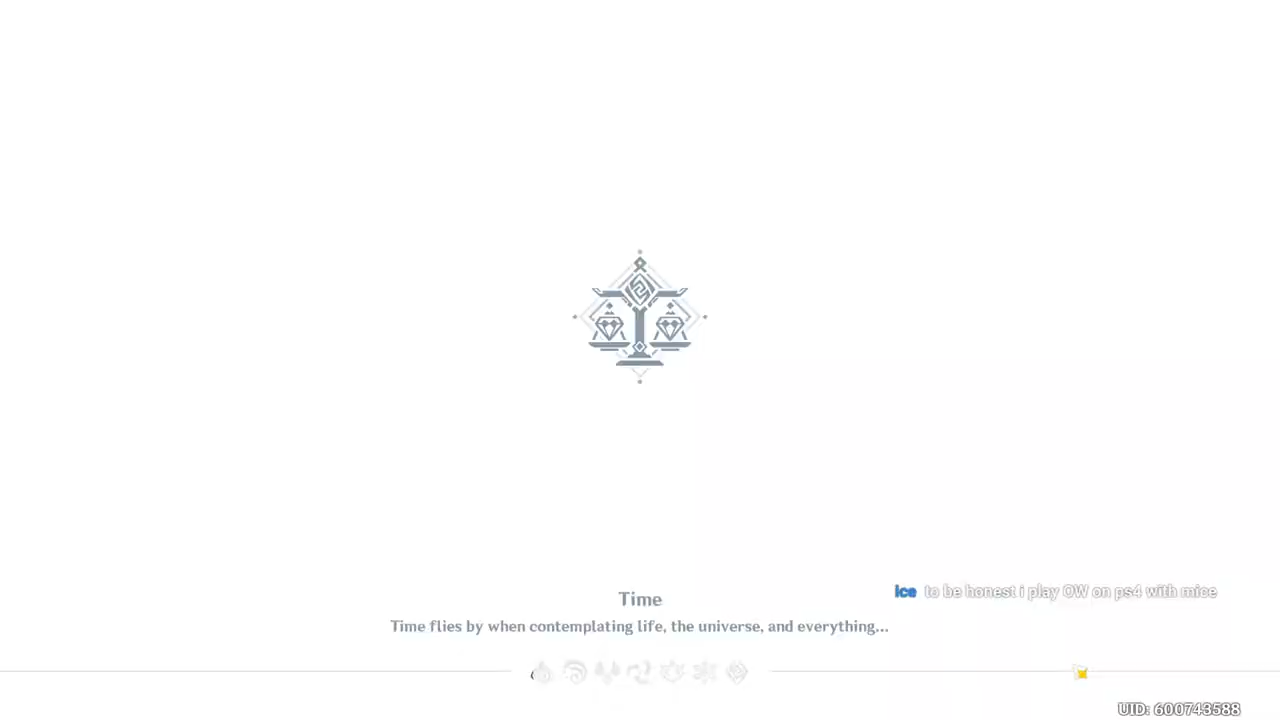 Time
Ice to be honest i play OW on ps4 with mice
Time flies by when contemplating life, the universe, and everything...
UID: 600743588